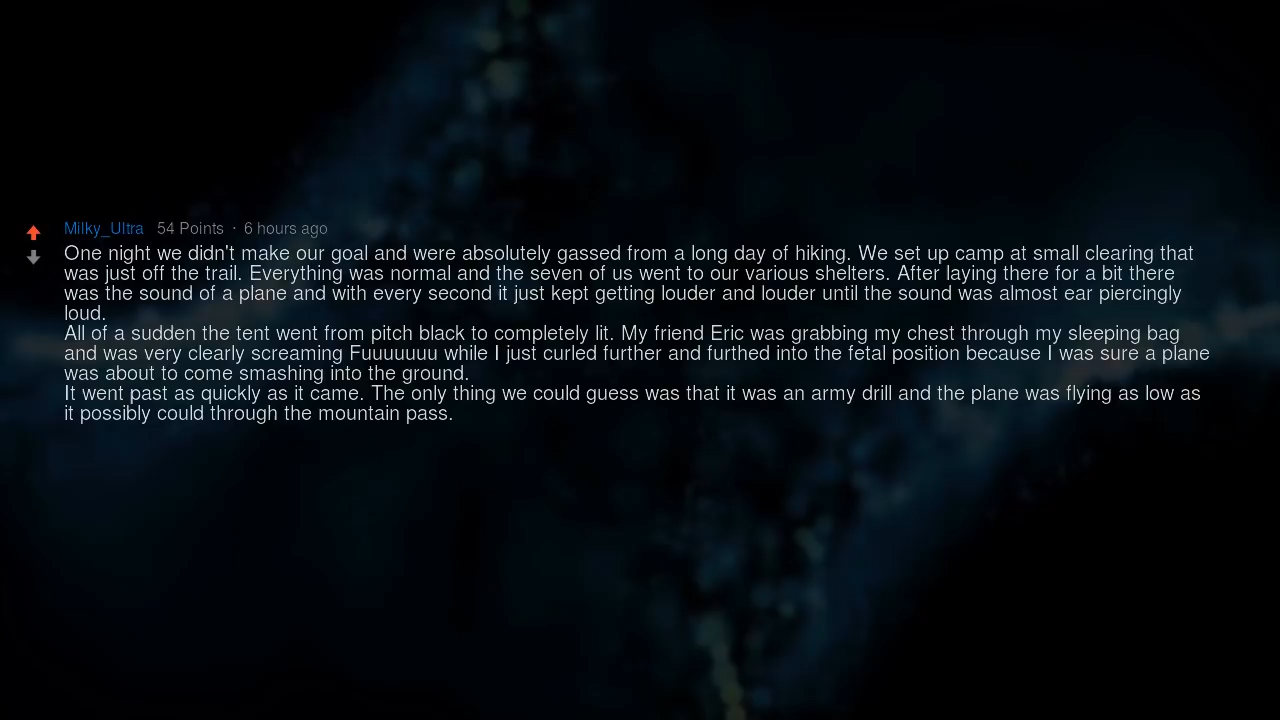 Milky_Ultra 54 Points · 6 hours ago
One night we didn't make our goal and were absolutely gassed from a long day of hiking. We set up camp at small clearing that
was just off the trail. Everything was normal and the seven of us went to our various shelters. After laying there for a bit there
was the sound of a plane and with every second it just kept getting louder and louder until the sound was almost ear piercingly
loud.
All of a sudden the tent went from pitch black to completely lit. My friend Eric was grabbing my chest through my sleeping bag
and was very clearly screaming Fuuuuuuu while I just curled further and furthed into the fetal position because I was sure a plane
was about to come smashing into the ground.
It went past as quickly as it came. The only thing we could guess was that it was an army drill and the plane was flying as low as
it possibly could through the mountain pass.